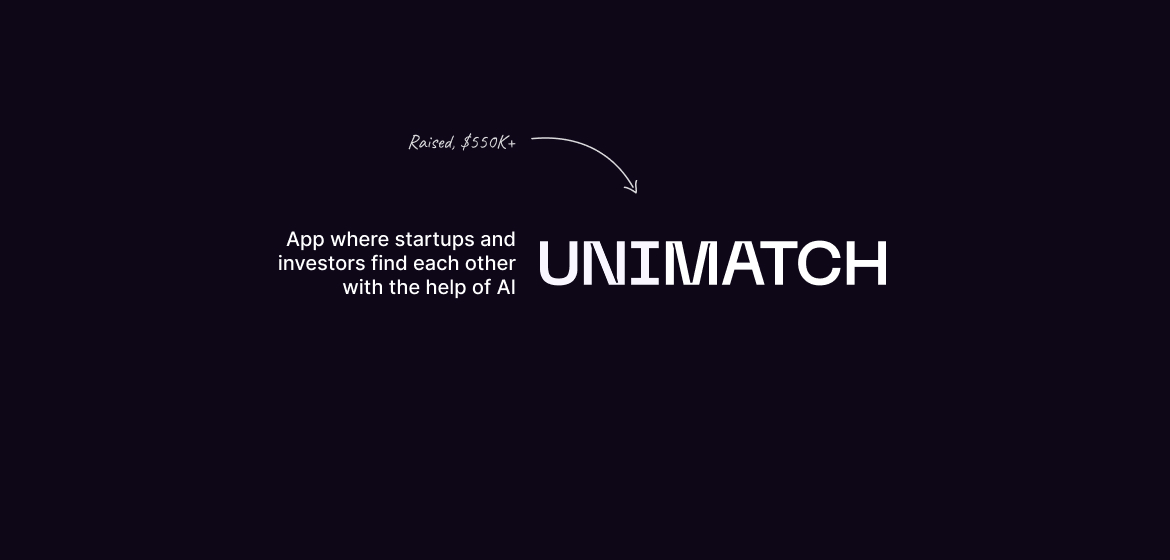 Raised, $550K+
App where startups and
investors find each other
with the help of AI
UNIMATCH